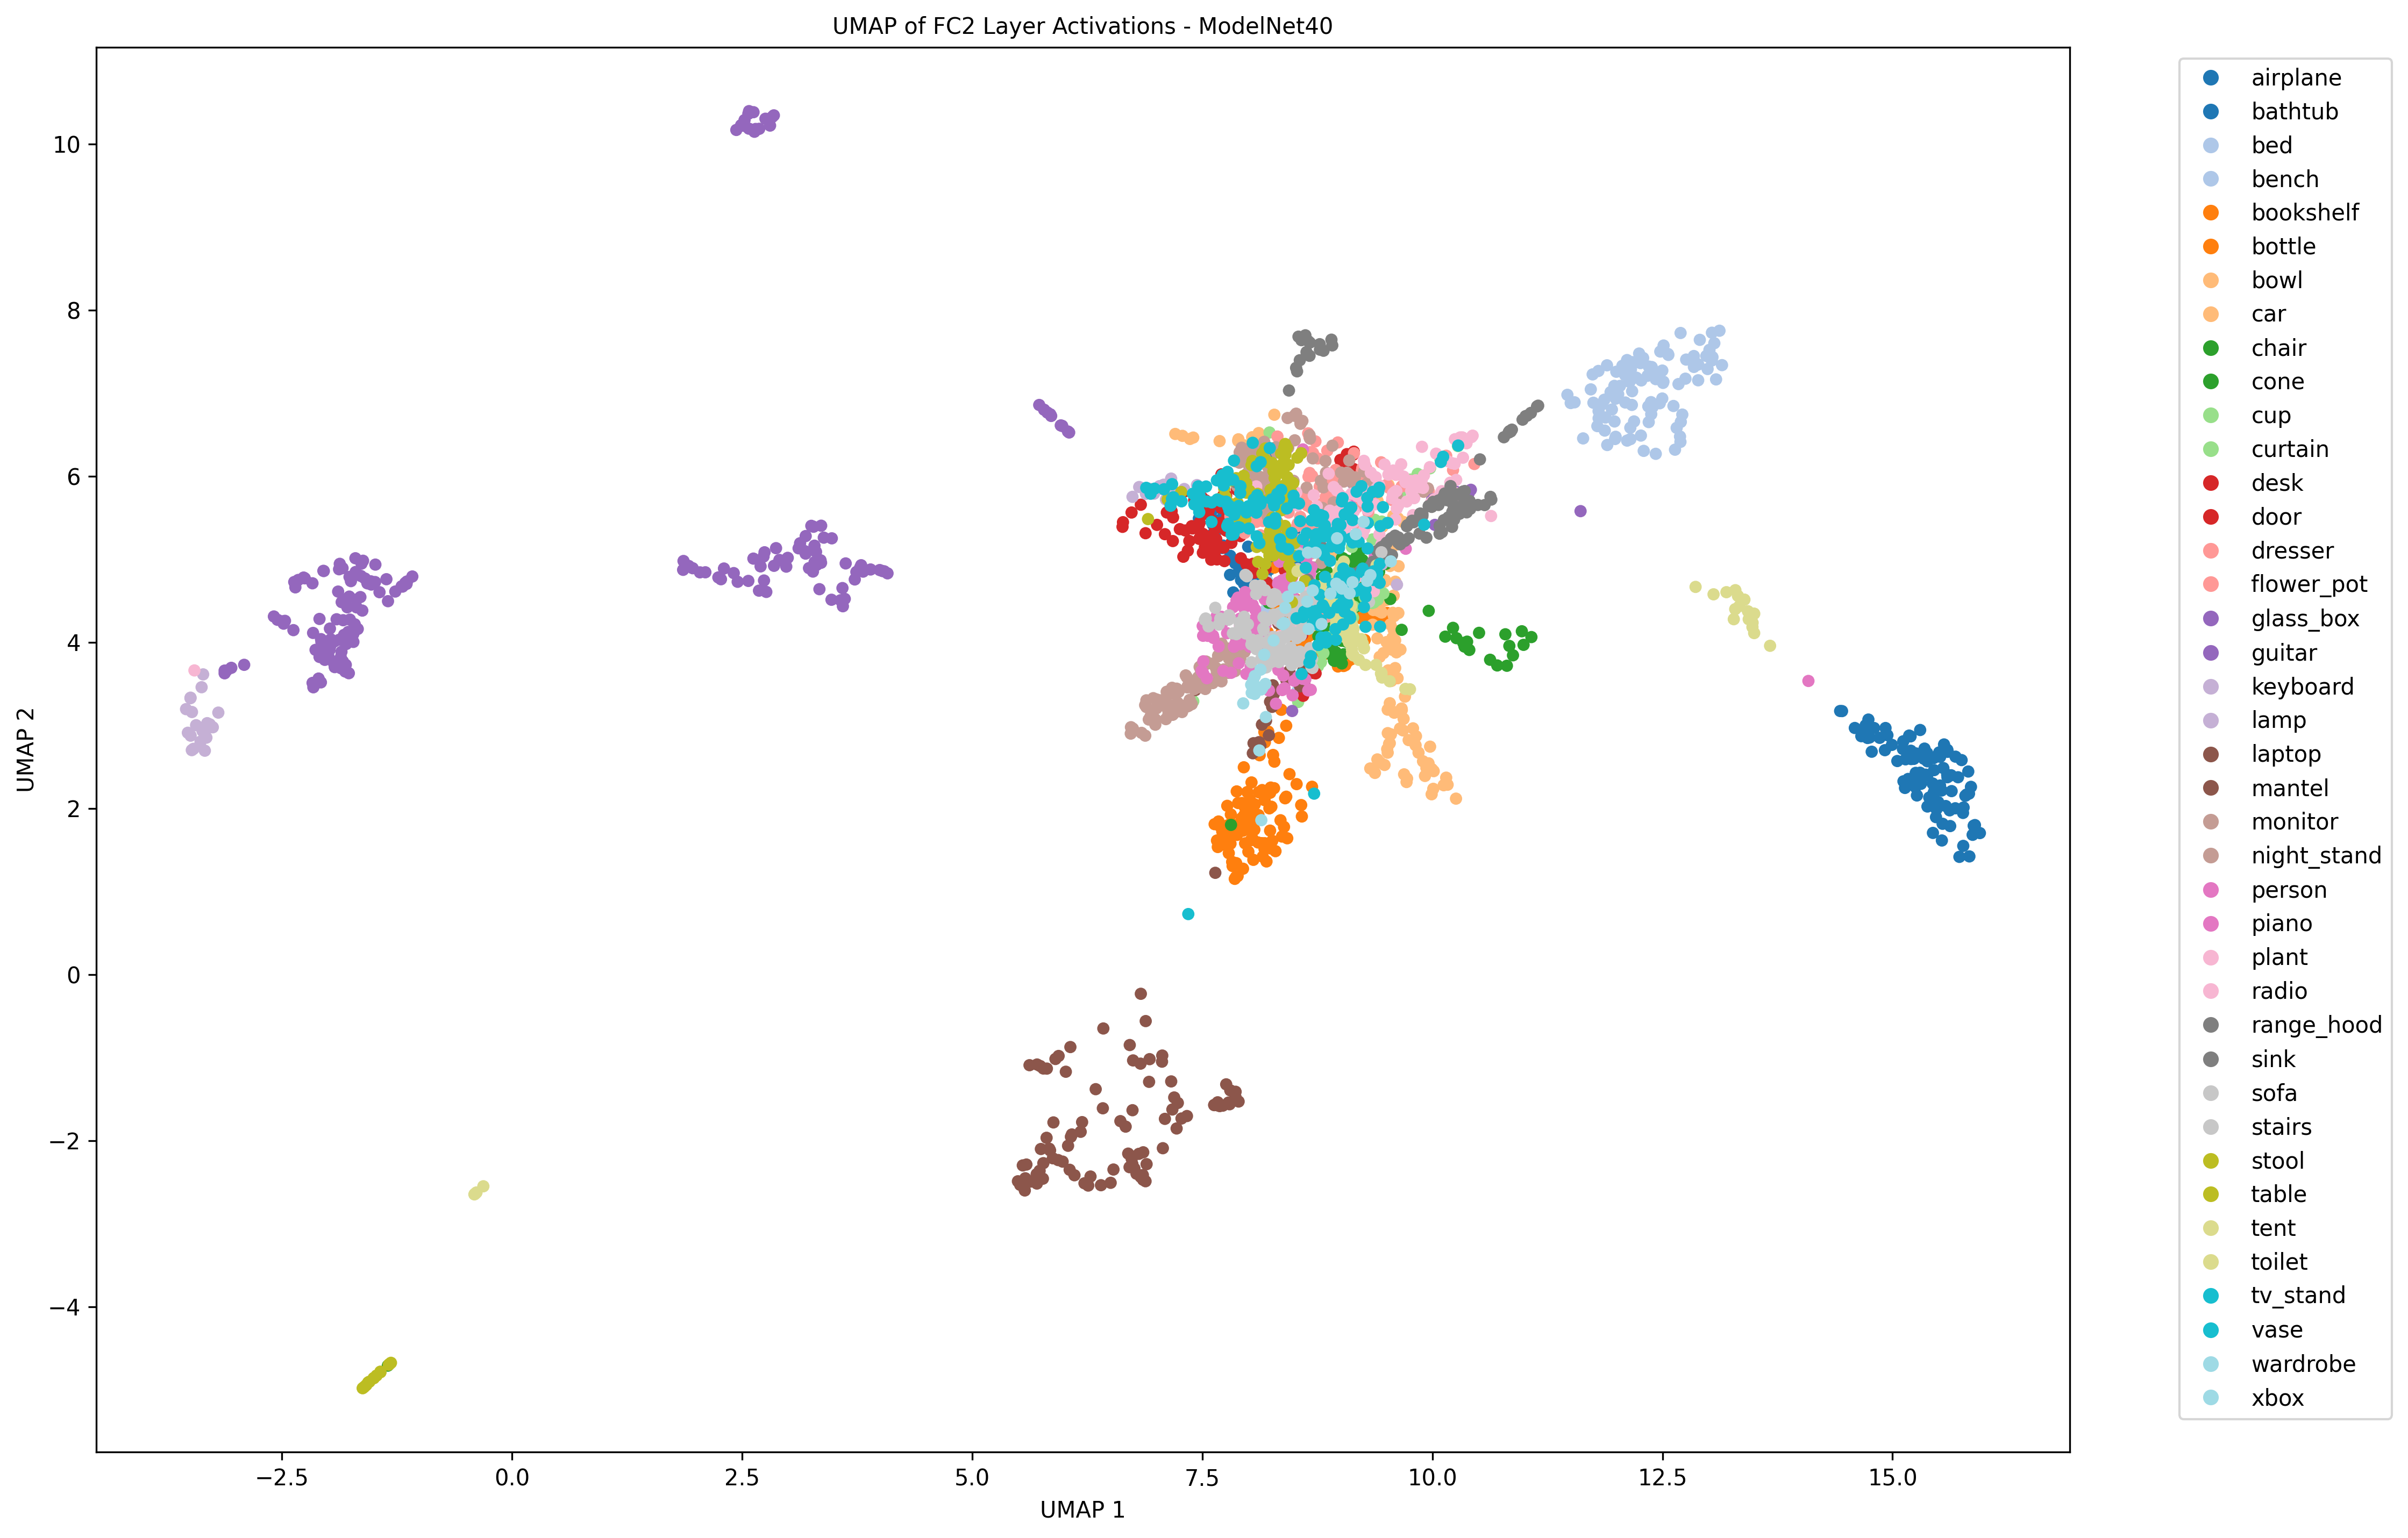 UMAP of FC2 Layer Activations - ModelNet40
10
8
6
4
2
0
−2
−4
UMAP 2
−2.5
0.0
2.5
5.0
7.5
10.0
12.5
15.0
UMAP 1
airplane
bathtub
bed
bench
bookshelf
bottle
bowl
car
chair
cone
cup
curtain
desk
door
dresser
flower_pot
glass_box
guitar
keyboard
lamp
laptop
mantel
monitor
night_stand
person
piano
plant
radio
range_hood
sink
sofa
stairs
stool
table
tent
toilet
tv_stand
vase
wardrobe
xbox